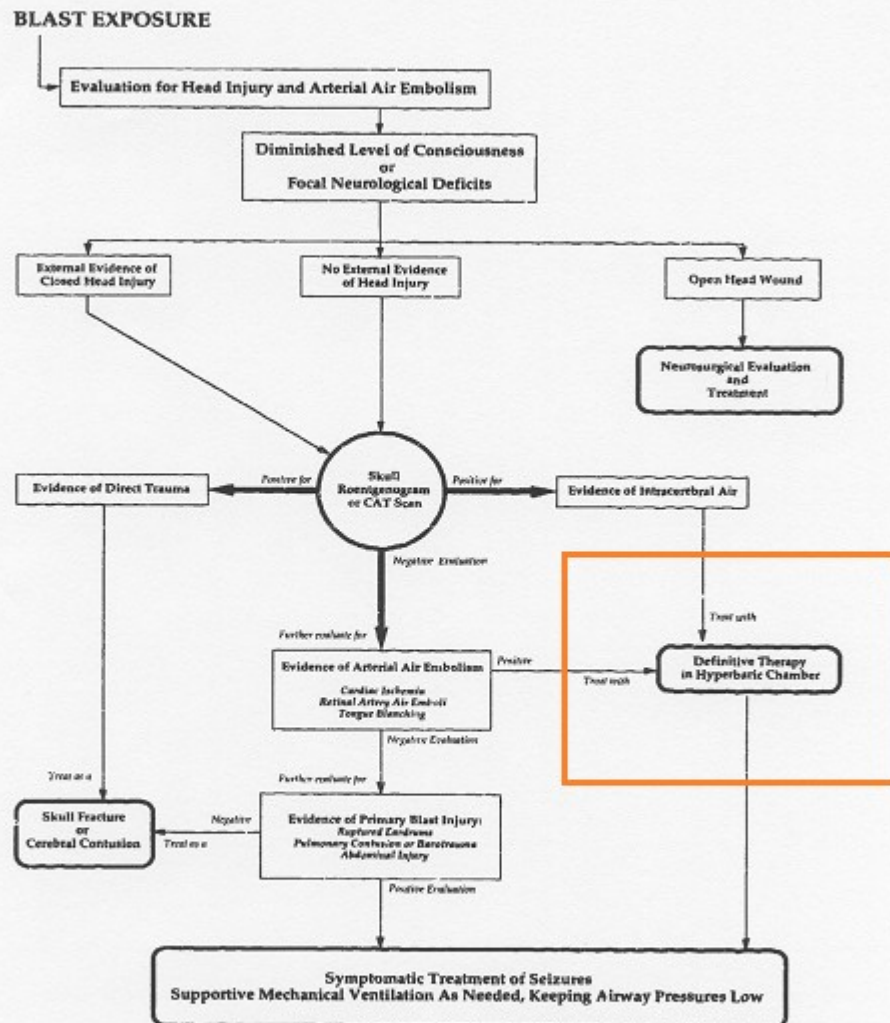 BLAST EXPOSURE
Evaluation for Head Injury and Arterial Air Embolism
Diminished Level of Consciousness
or
Focal Neurological Deficits
External Evidence of
Closed Head Injury
No External Evidence
of Head Injury
Open Head Wound
Neurosurgical Evaluation
and
Treatment
Skull
Roentgenogram
or CAT Scan
Positive for
Evidence of Direct Trauma
Positive for
Evidence of Intracerebral Air
Negative Evaluation
Treat with
Further evaluate for
Evidence of Arterial Air Embolism
Cardiac Ischemia
Retinal Artery Air Emboli
Tongue Blanching
Positive
Treat with
Definitive Therapy
in Hyperbaric Chamber
Negative Evaluation
Treat as a
Further evaluate for
Skull Fracture
or
Cerebral Contusion
Negative
Treat as a
Evidence of Primary Blast Injury:
Ruptured Eardrums
Pulmonary Contusion or Barotrauma
Abdominal Injury
Positive Evaluation
Symptomatic Treatment of Seizures
Supportive Mechanical Ventilation As Needed, Keeping Airway Pressures Low